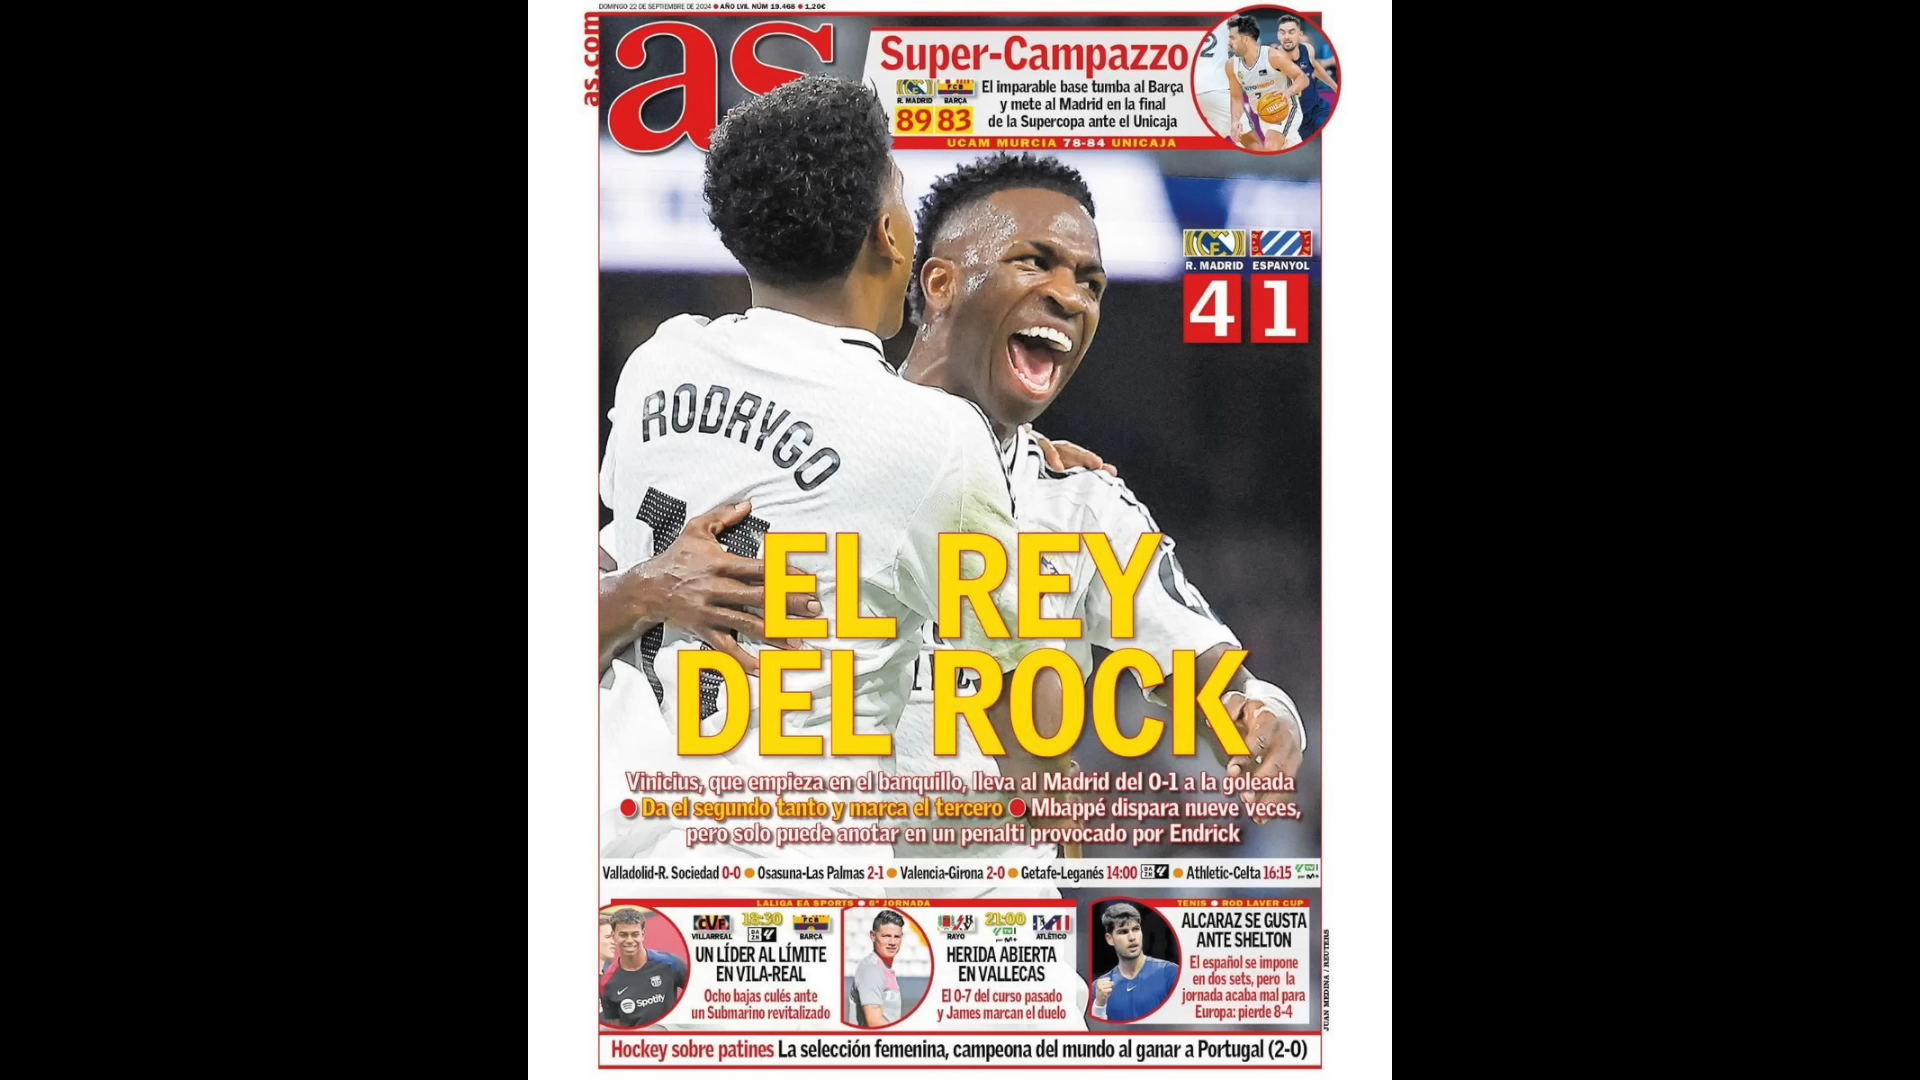 DOMINGO 22 DE SEPTIEMBRE DE 2024 ● AÑO LVII. NÚM 19.468 ● 1,20€
as.com
as
Super-Campazzo
R. MADRID BARÇA
89 83
El imparable base tumba al Barça
y mete al Madrid en la final
de la Supercopa ante el Unicaja
UCAM MURCIA 78-84 UNICAJA
R. MADRID ESPANYOL
4 1
RODRYGO
EL REY
DEL ROCK
Vinicius, que empieza en el banquillo, lleva al Madrid del 0-1 a la goleada
● Da el segundo tanto y marca el tercero ● Mbappé dispara nueve veces,
pero solo puede anotar en un penalti provocado por Endrick
Valladolid-R. Sociedad 0-0 ● Osasuna-Las Palmas 2-1 ● Valencia-Girona 2-0 ● Getafe-Leganés 14:00 DAZN ● Athletic-Celta 16:15
LALIGA EA SPORTS ● 6ª JORNADA
VILLARREAL 18:30 BARÇA
DAZN
UN LÍDER AL LÍMITE
EN VILA-REAL
Ocho bajas culés ante
un Submarino revitalizado
Spotify
RAYO 21:00 ATLÉTICO
HERIDA ABIERTA
EN VALLECAS
El 0-7 del curso pasado
y James marcan el duelo
TENIS ● ROD LAVER CUP
ALCARAZ SE GUSTA
ANTE SHELTON
El español se impone
en dos sets, pero la
jornada acaba mal para
Europa: pierde 8-4
JUAN MEDINA / REUTERS
Hockey sobre patines La selección femenina, campeona del mundo al ganar a Portugal (2-0)